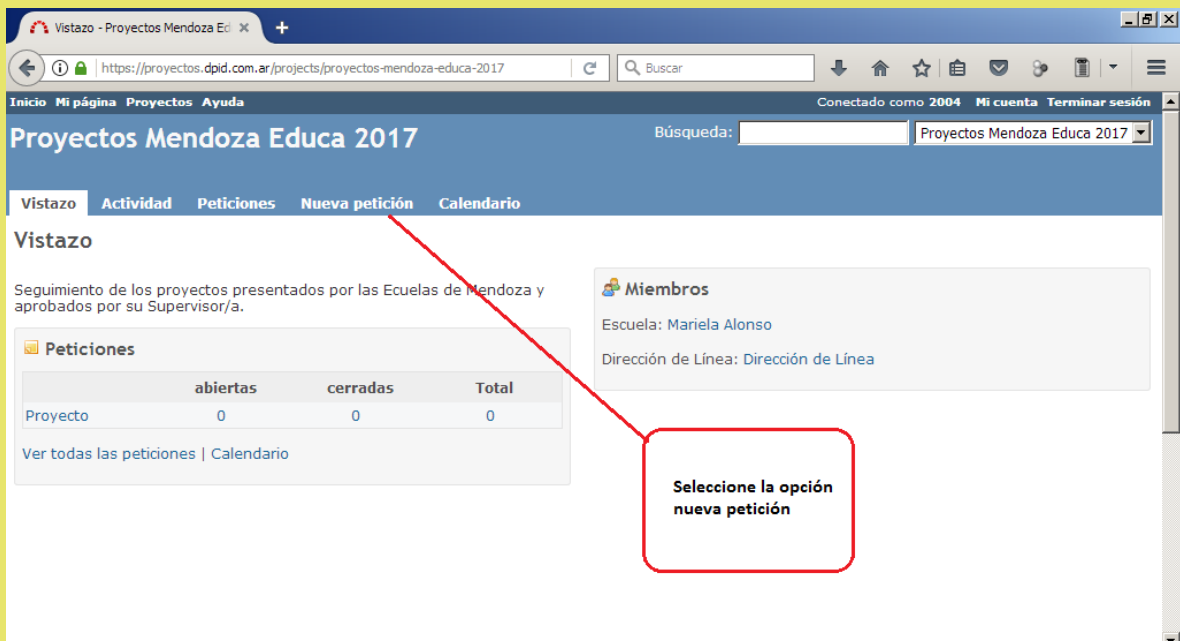 Vistazo - Proyectos Mendoza Ed
https://proyectos.dpid.com.ar/projects/proyectos-mendoza-educa-2017
Buscar
Inicio Mi página Proyectos Ayuda
Conectado como 2004 Mi cuenta Terminar sesión
Proyectos Mendoza Educa 2017
Búsqueda:
Proyectos Mendoza Educa 2017
Vistazo Actividad Peticiones Nueva petición Calendario
Vistazo
Seguimiento de los proyectos presentados por las Ecuelas de Mendoza y
aprobados por su Supervisor/a.
Peticiones
abiertas cerradas Total
Proyecto 0 0 0
Ver todas las peticiones | Calendario
Miembros
Escuela: Mariela Alonso
Dirección de Línea: Dirección de Línea
Seleccione la opción
nueva petición